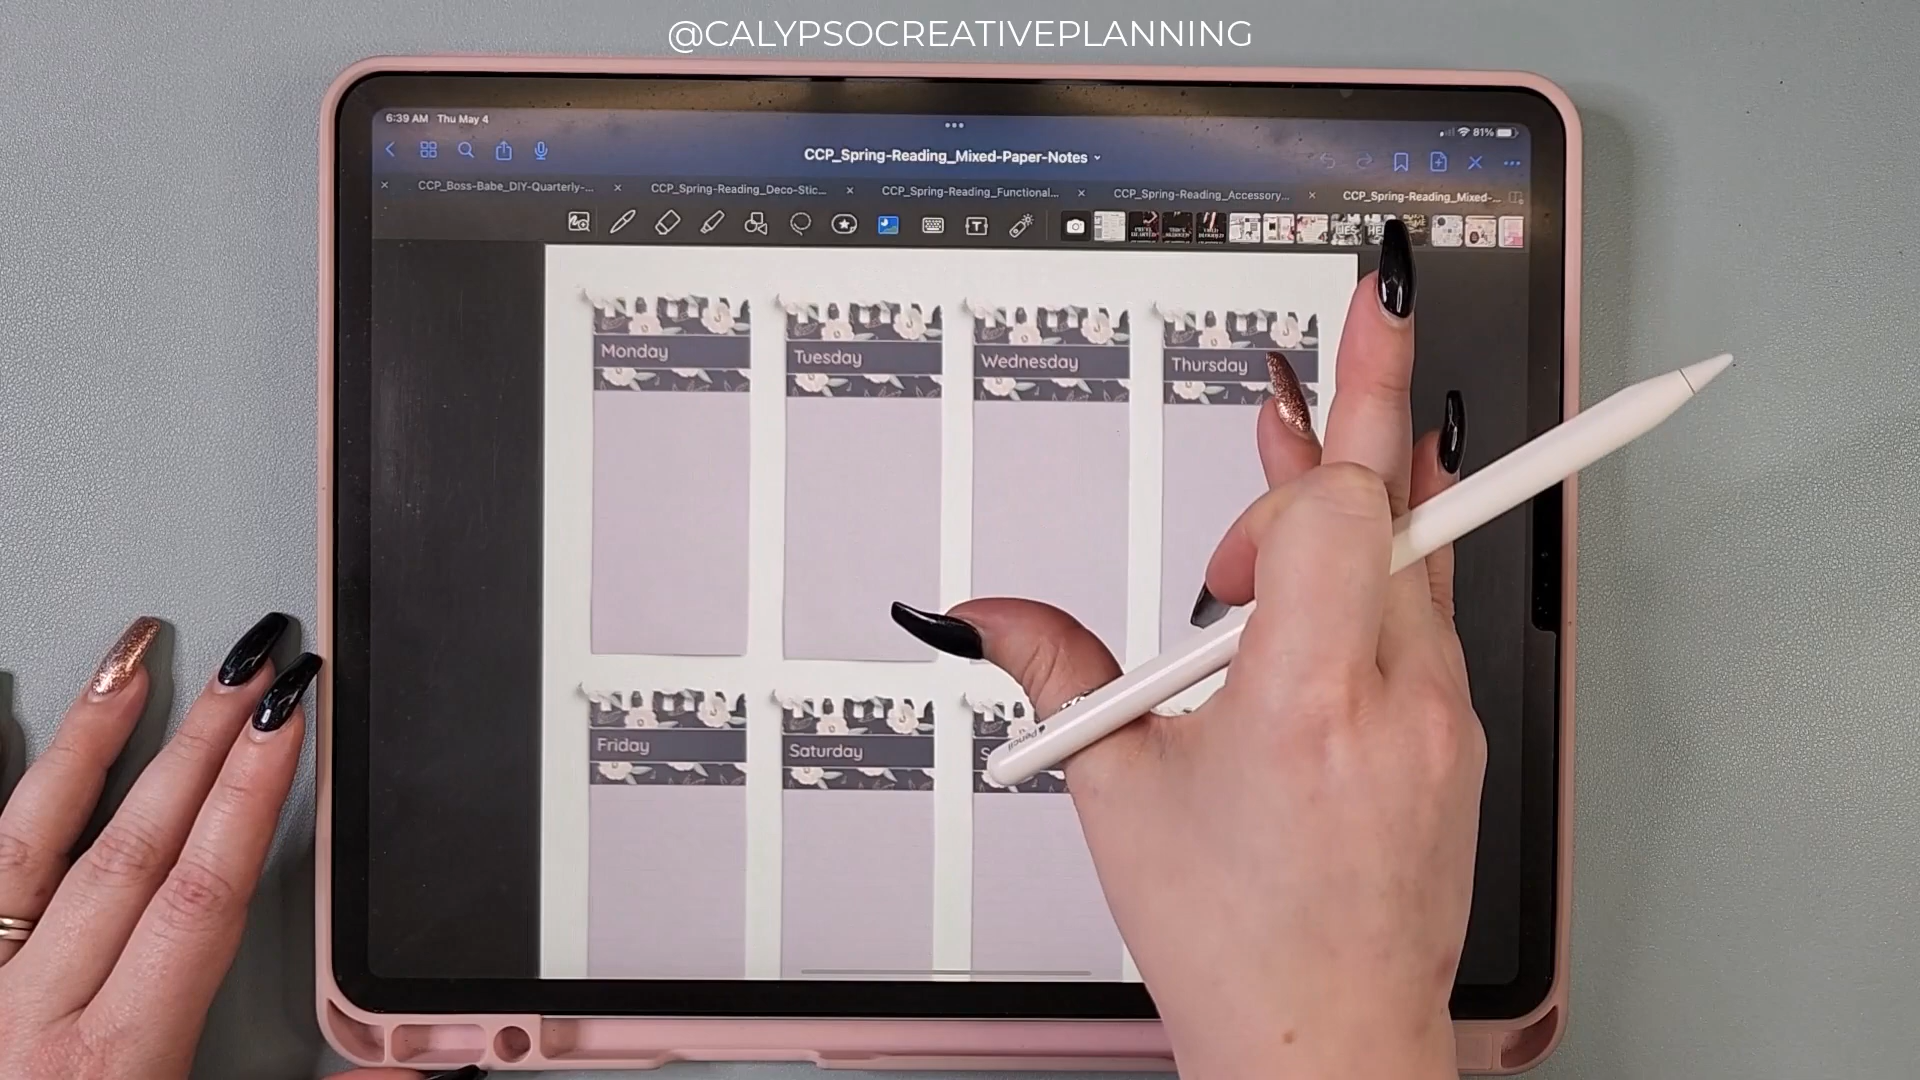 @CALYPSOCREATIVEPLANNING
6:39 AM Thu May 4
81%
CCP_Spring-Reading_Mixed-Paper-Notes
CCP_Boss-Babe_DIY-Quarterly-...
CCP_Spring-Reading_Deco-Stic...
CCP_Spring-Reading_Functional...
CCP_Spring-Reading_Accessory...
CCP_Spring-Reading_Mixed-...
Monday
Tuesday
Wednesday
Thursday
Friday
Saturday
Pencil